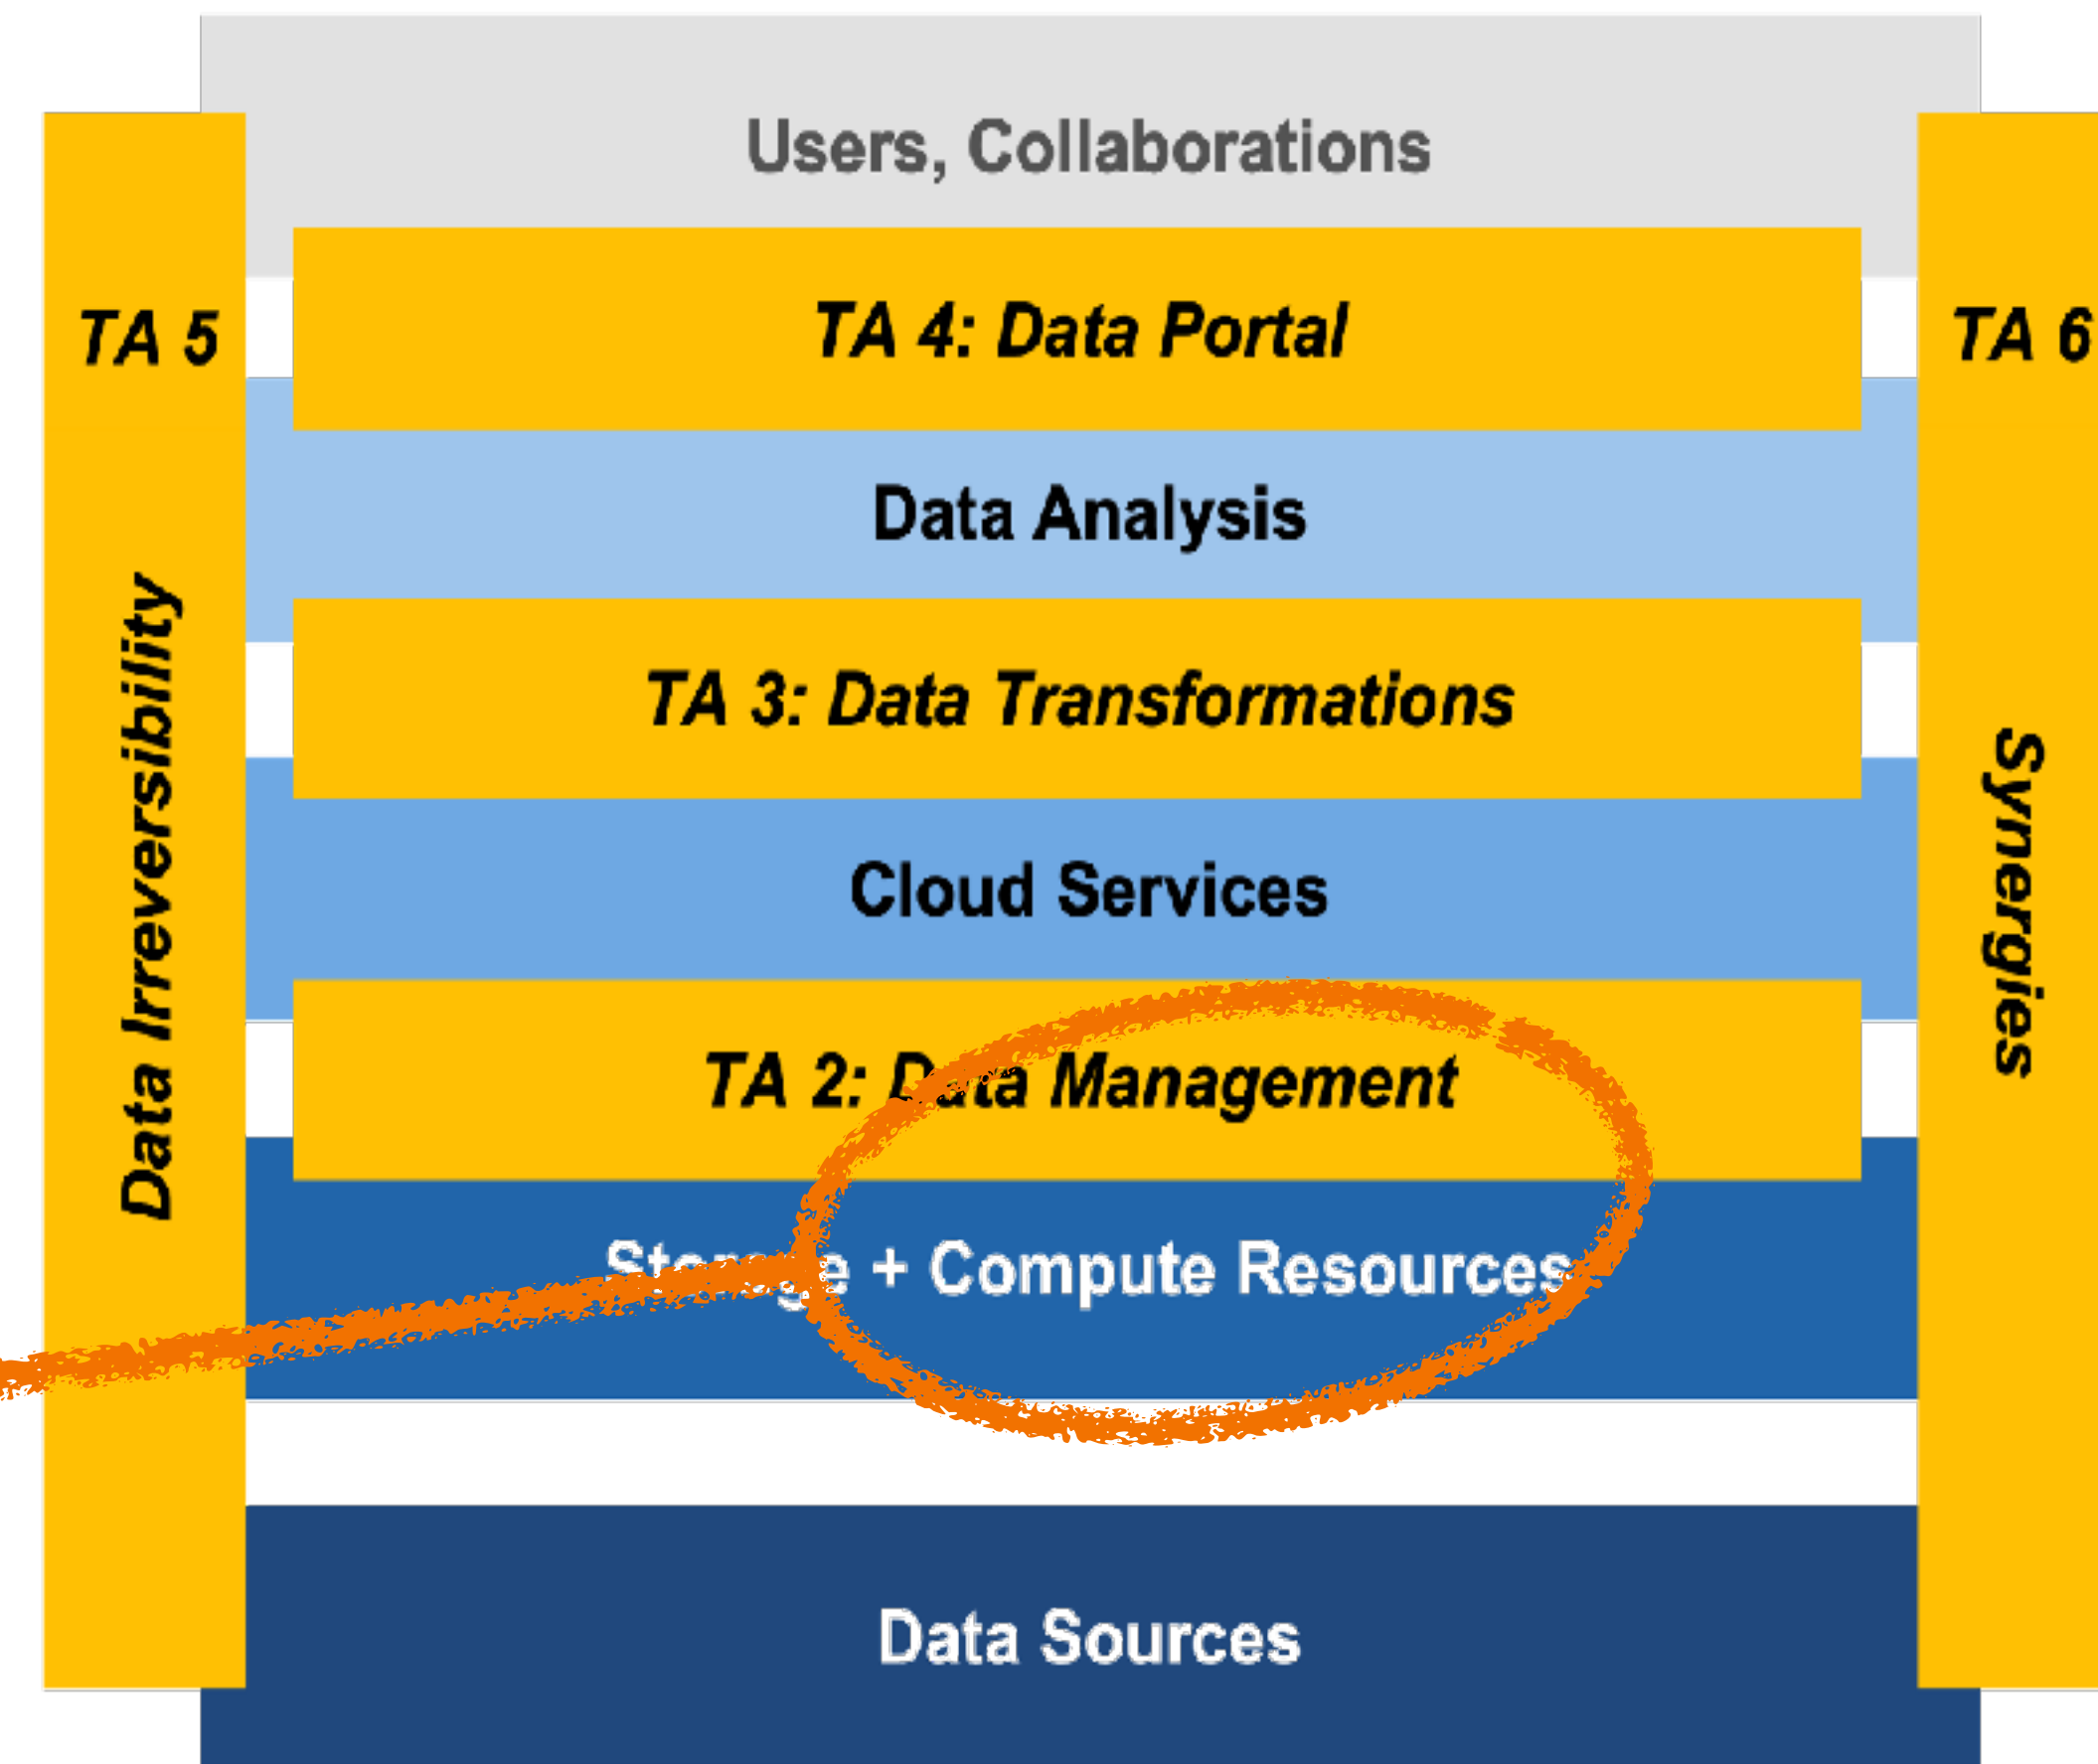 Users, Collaborations
TA 5
TA 4: Data Portal
TA 6
Data Analysis
Data Irreversibility
TA 3: Data Transformations
Synergies
Cloud Services
TA 2: Data Management
Storage + Compute Resources
Data Sources